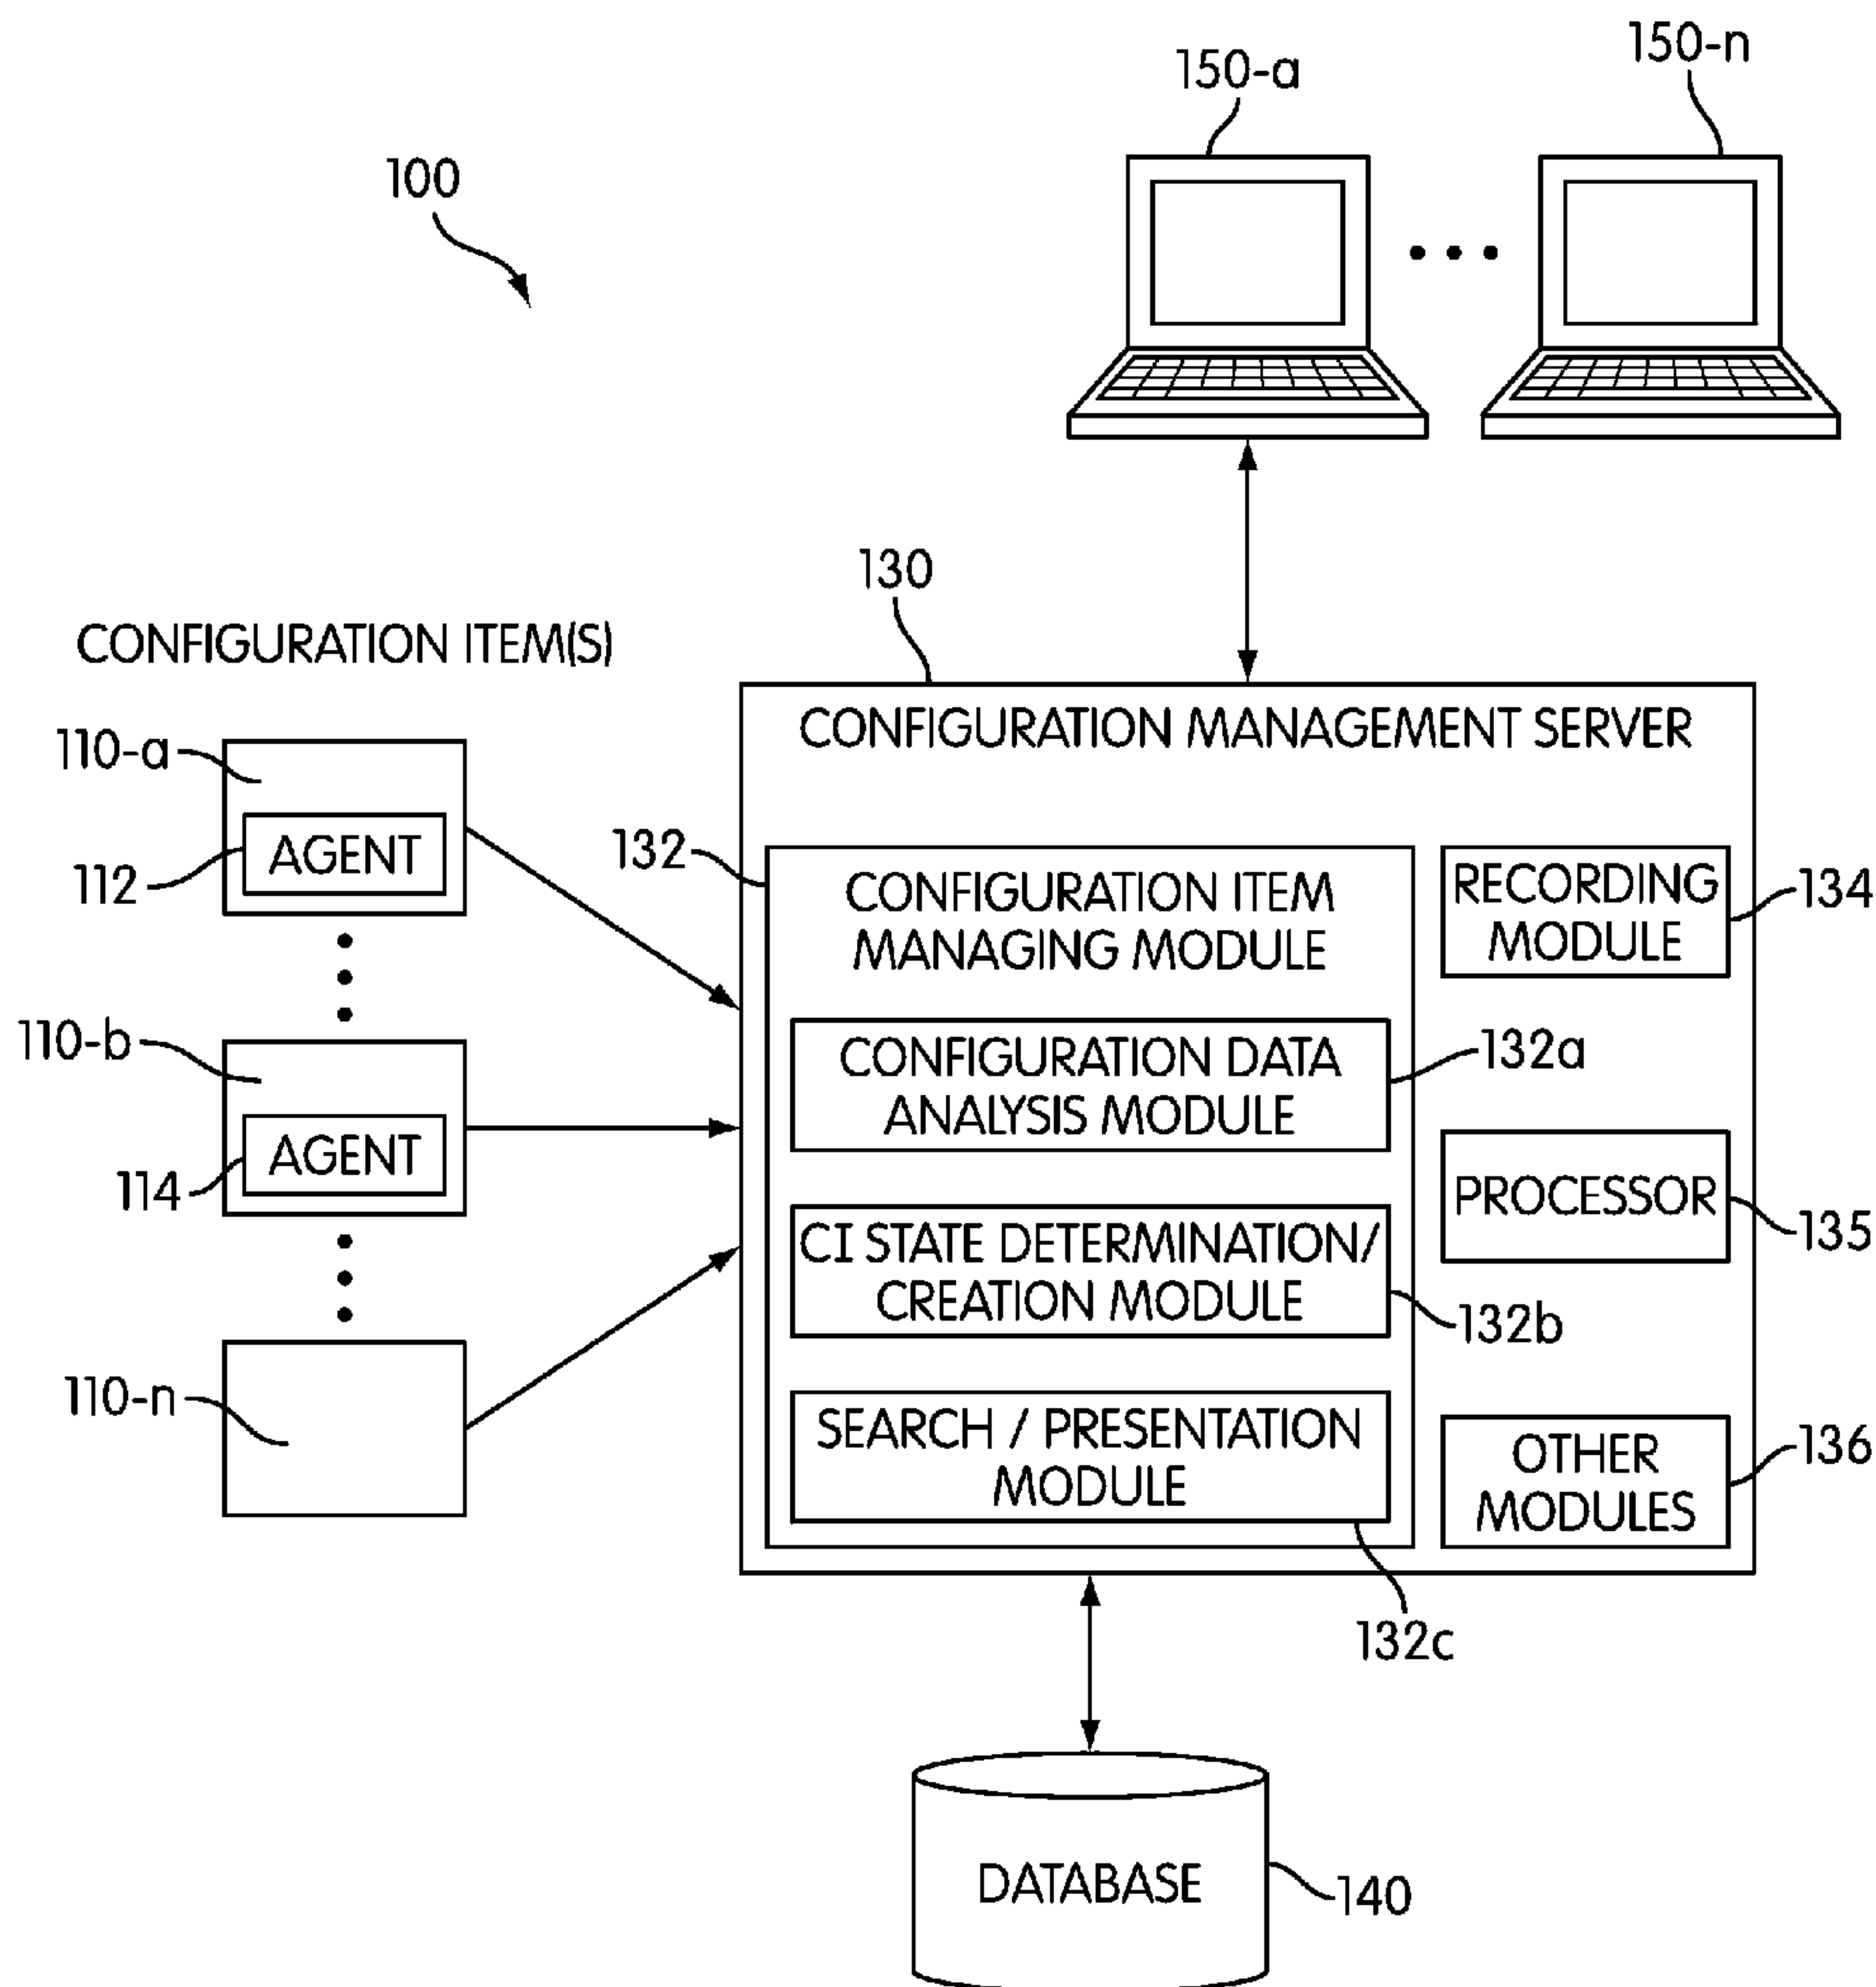 150-a
150-n
100
130
CONFIGURATION ITEM(S)
CONFIGURATION MANAGEMENT SERVER
110-a
AGENT
112
132
CONFIGURATION ITEM
MANAGING MODULE
RECORDING
MODULE
134
110-b
AGENT
114
CONFIGURATION DATA
ANALYSIS MODULE
132a
PROCESSOR
135
CI STATE DETERMINATION/
CREATION MODULE
132b
110-n
SEARCH / PRESENTATION
MODULE
132c
OTHER
MODULES
136
DATABASE
140